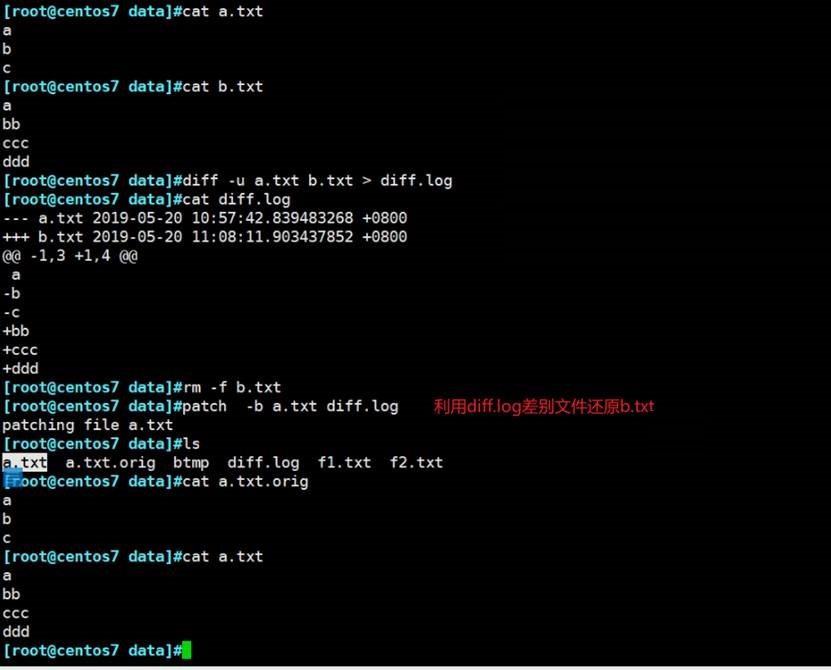 [root@centos7 data]#cat a.txt
a
b
c
[root@centos7 data]#cat b.txt
a
bb
ccc
ddd
[root@centos7 data]#diff -u a.txt b.txt > diff.log
[root@centos7 data]#cat diff.log
--- a.txt 2019-05-20 10:57:42.839483268 +0800
+++ b.txt 2019-05-20 11:08:11.903437852 +0800
@@ -1,3 +1,4 @@
 a
-b
-c
+bb
+ccc
+ddd
[root@centos7 data]#rm -f b.txt
[root@centos7 data]#patch  -b a.txt diff.log    利用diff.log差别文件还原b.txt
patching file a.txt
[root@centos7 data]#ls
a.txt  a.txt.orig  btmp  diff.log  f1.txt  f2.txt
[root@centos7 data]#cat a.txt.orig
a
b
c
[root@centos7 data]#cat a.txt
a
bb
ccc
ddd
[root@centos7 data]#